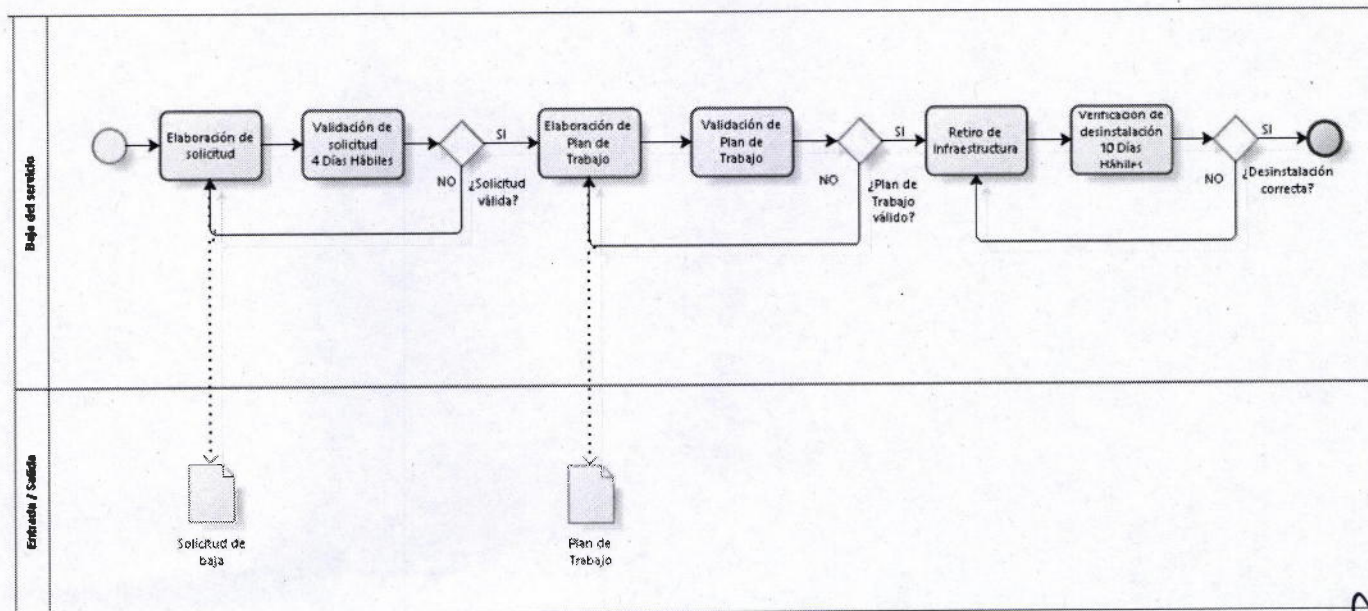 Baja del servicio
Elaboración de
solicitud
Validación de
solicitud
4 Días Hábiles
SI
NO
¿Solicitud
válida?
Elaboración de
Plan de
Trabajo
Validación de
Plan de
Trabajo
SI
NO
¿Plan de
Trabajo
válido?
Retiro de
Infraestructura
Verificación de
desinstalación
10 Días
Hábiles
SI
NO
¿Desinstalación
correcta?
Entrada / Salida
Solicitud de
baja
Plan de
Trabajo